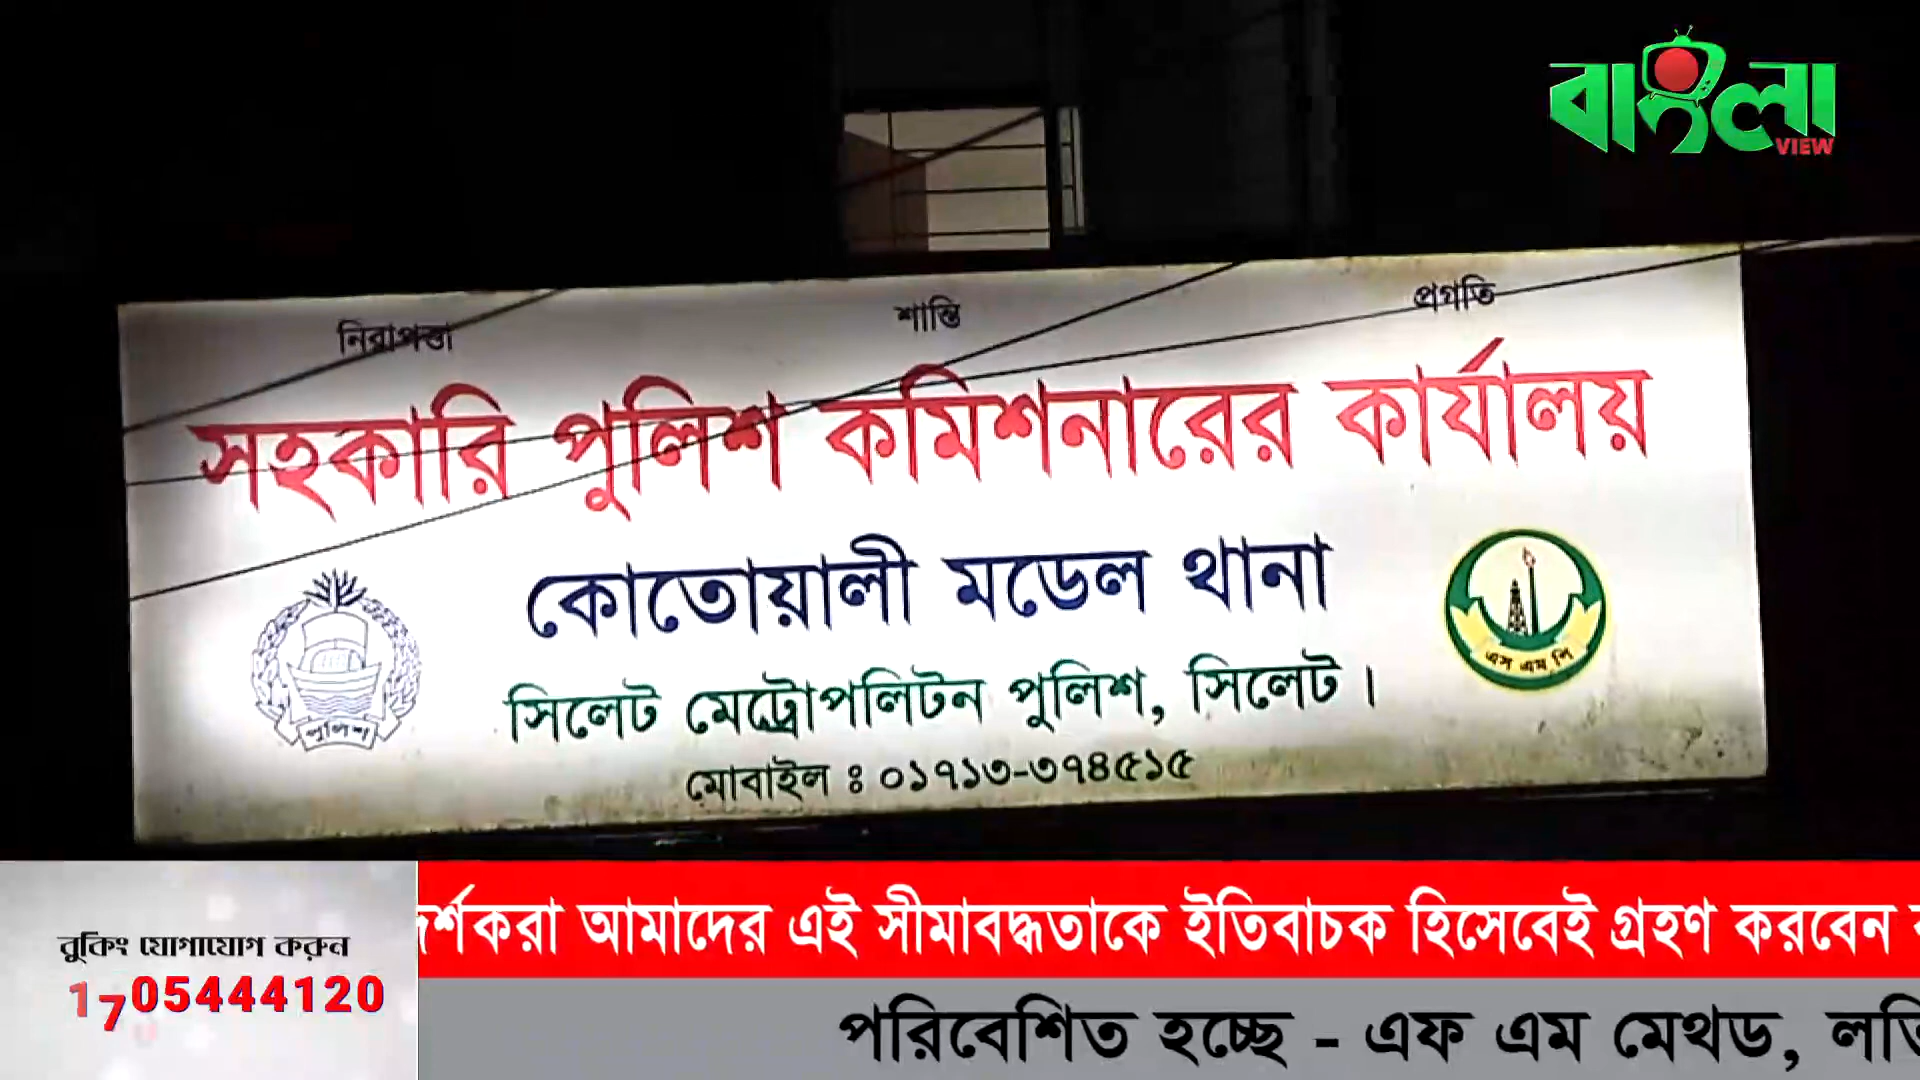 বাংলা
VIEW
নিরাপত্তা শান্তি প্রগতি
সহকারি পুলিশ কমিশনারের কার্যালয়
কোতোয়ালী মডেল থানা
সিলেট মেট্রোপলিটন পুলিশ, সিলেট।
মোবাইল ঃ ০১৭১৩-৩৭৪৫১৫
পুলিশ
এস এম পি
বুকিং যোগাযোগ করুন
1705444120
দর্শকরা আমাদের এই সীমাবদ্ধতাকে ইতিবাচক হিসেবেই গ্রহণ করবেন
পরিবেশিত হচ্ছে - এফ এম মেথড,